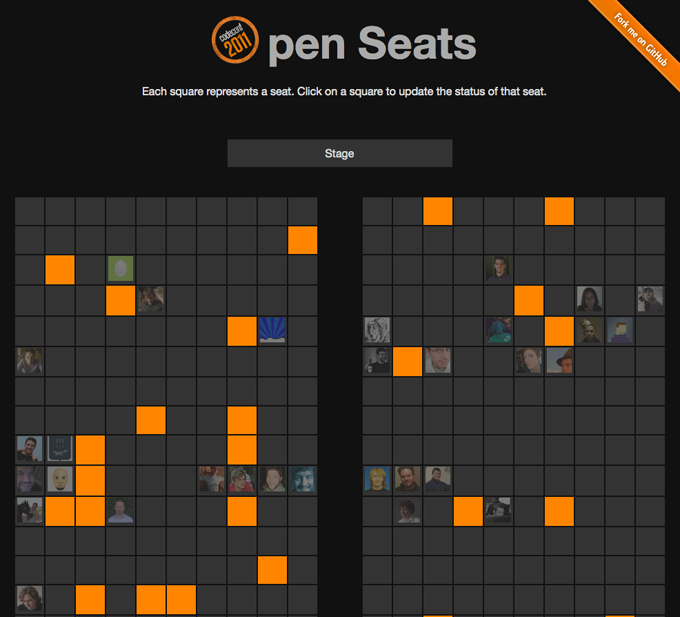 codeconf
2011
pen Seats
Fork me on GitHub
Each square represents a seat. Click on a square to update the status of that seat.
Stage